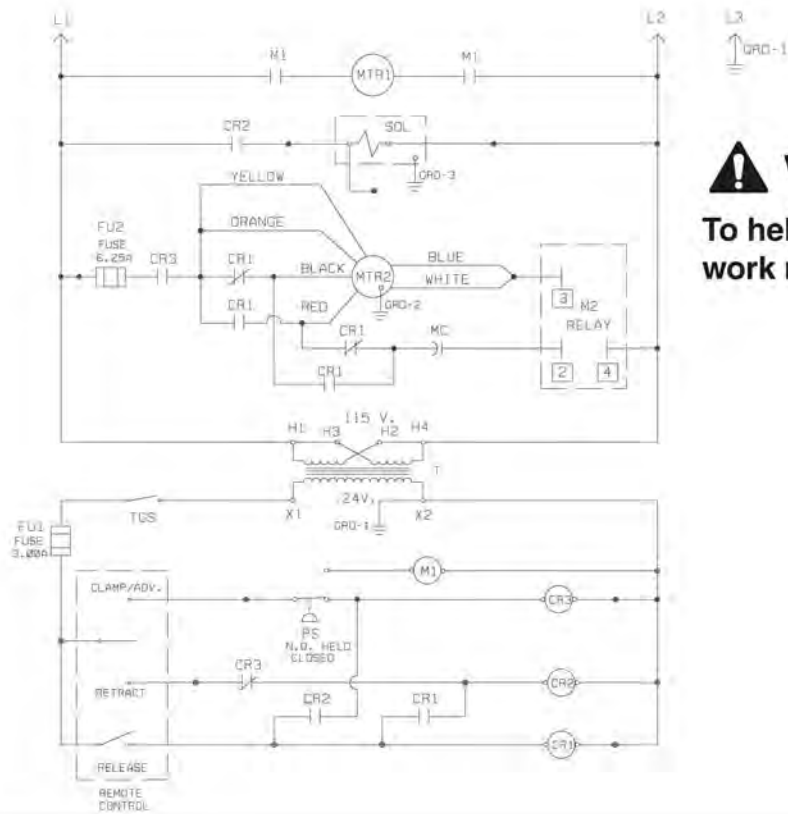 L1
L2
L3
GRD-1
M1
MTR1
M1
CR2
SOL
GRD-3
YELLOW
ORANGE
FU2
FUSE
6.25A
CR3
CR1
BLACK
MTR2
BLUE
WHITE
GRD-2
CR1
RED
CR1
MC
CR1
3
M2
RELAY
2
4
115 V.
H1
H3
H2
H4
T
24V.
X1
GRD-1
X2
TGS
FU1
FUSE
3.00A
M1
CLAMP/ADV.
CR3
PS
N.O. HELD
CLOSED
CR3
RETRACT
CR2
CR2
CR1
CR1
RELEASE
REMOTE
CONTROL
To hel
work